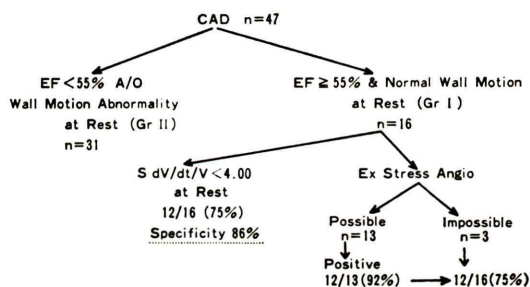 CAD n=47
EF <55% A/O
Wall Motion Abnormality
at Rest (Gr II)
n=31
EF ≧ 55% & Normal Wall Motion
at Rest (Gr I)
n=16
S dV/dt/V <4.00
at Rest
12/16 (75%)
Specificity 86%
Ex Stress Angio
Possible
n=13
Impossible
n=3
Positive
12/13(92%)
12/16(75%)